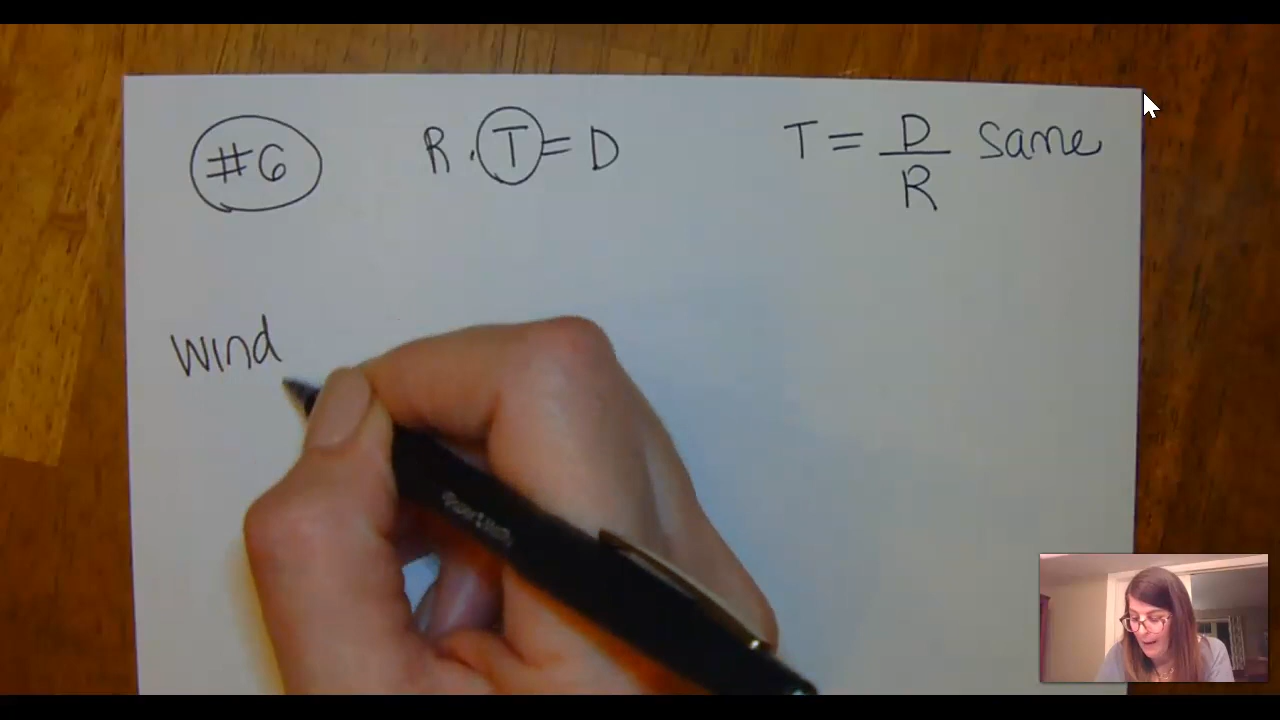 #6 R . T = D T = D/R same
wind